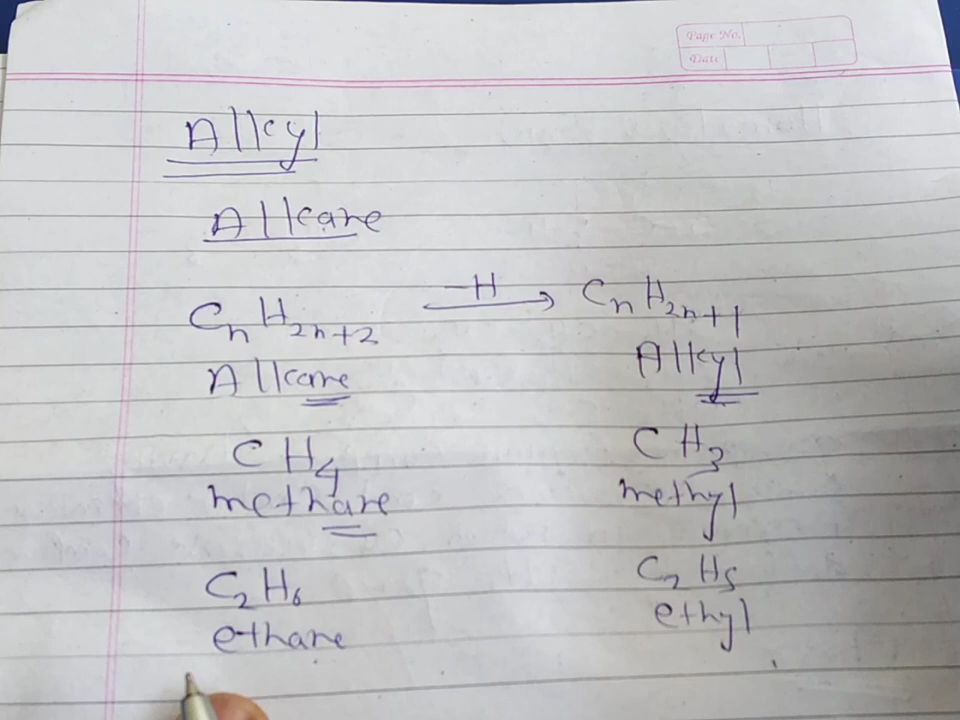 Page No.
Date
Alkyl
Alkane
CnH2n+2 —H→ CnH2n+1
Alkane Alkyl
CH4 CH3
methane methyl
C2H6 C2H5
ethane ethyl